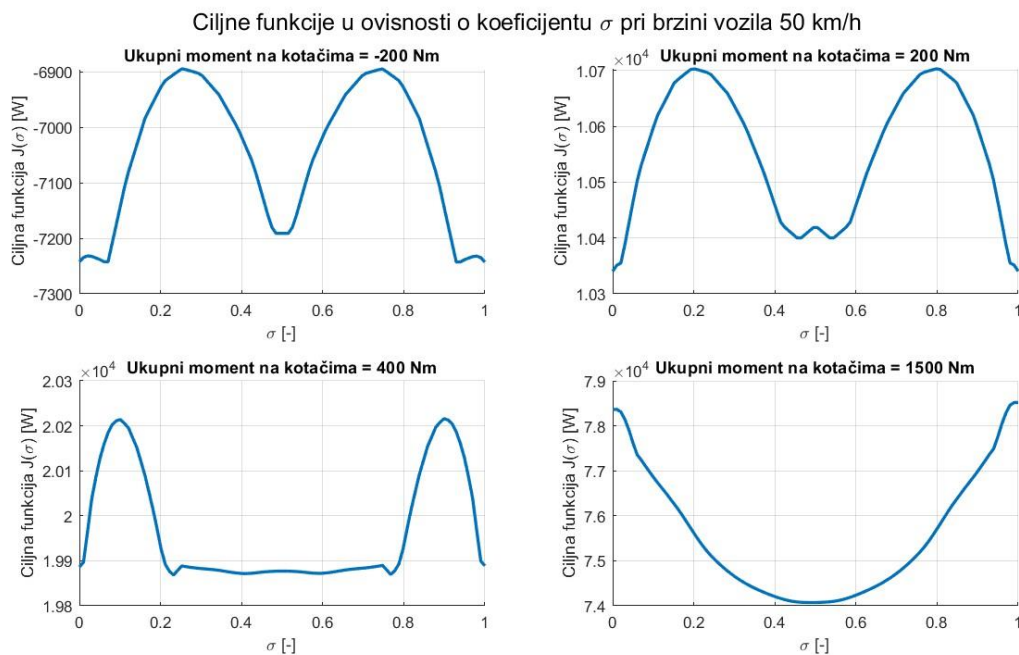 Ciljne funkcije u ovisnosti o koeficijentu σ pri brzini vozila 50 km/h
Ukupni moment na kotačima = -200 Nm
Ciljna funkcija J(σ) [W]
-6900
-7000
-7100
-7200
-7300
0 0.2 0.4 0.6 0.8 1
σ [-]
×10⁴ Ukupni moment na kotačima = 200 Nm
Ciljna funkcija J(σ) [W]
1.07
1.06
1.05
1.04
1.03
0 0.2 0.4 0.6 0.8 1
σ [-]
×10⁴ Ukupni moment na kotačima = 400 Nm
Ciljna funkcija J(σ) [W]
2.03
2.02
2.01
2
1.99
1.98
0 0.2 0.4 0.6 0.8 1
σ [-]
×10⁴ Ukupni moment na kotačima = 1500 Nm
Ciljna funkcija J(σ) [W]
7.9
7.8
7.7
7.6
7.5
7.4
0 0.2 0.4 0.6 0.8 1
σ [-]